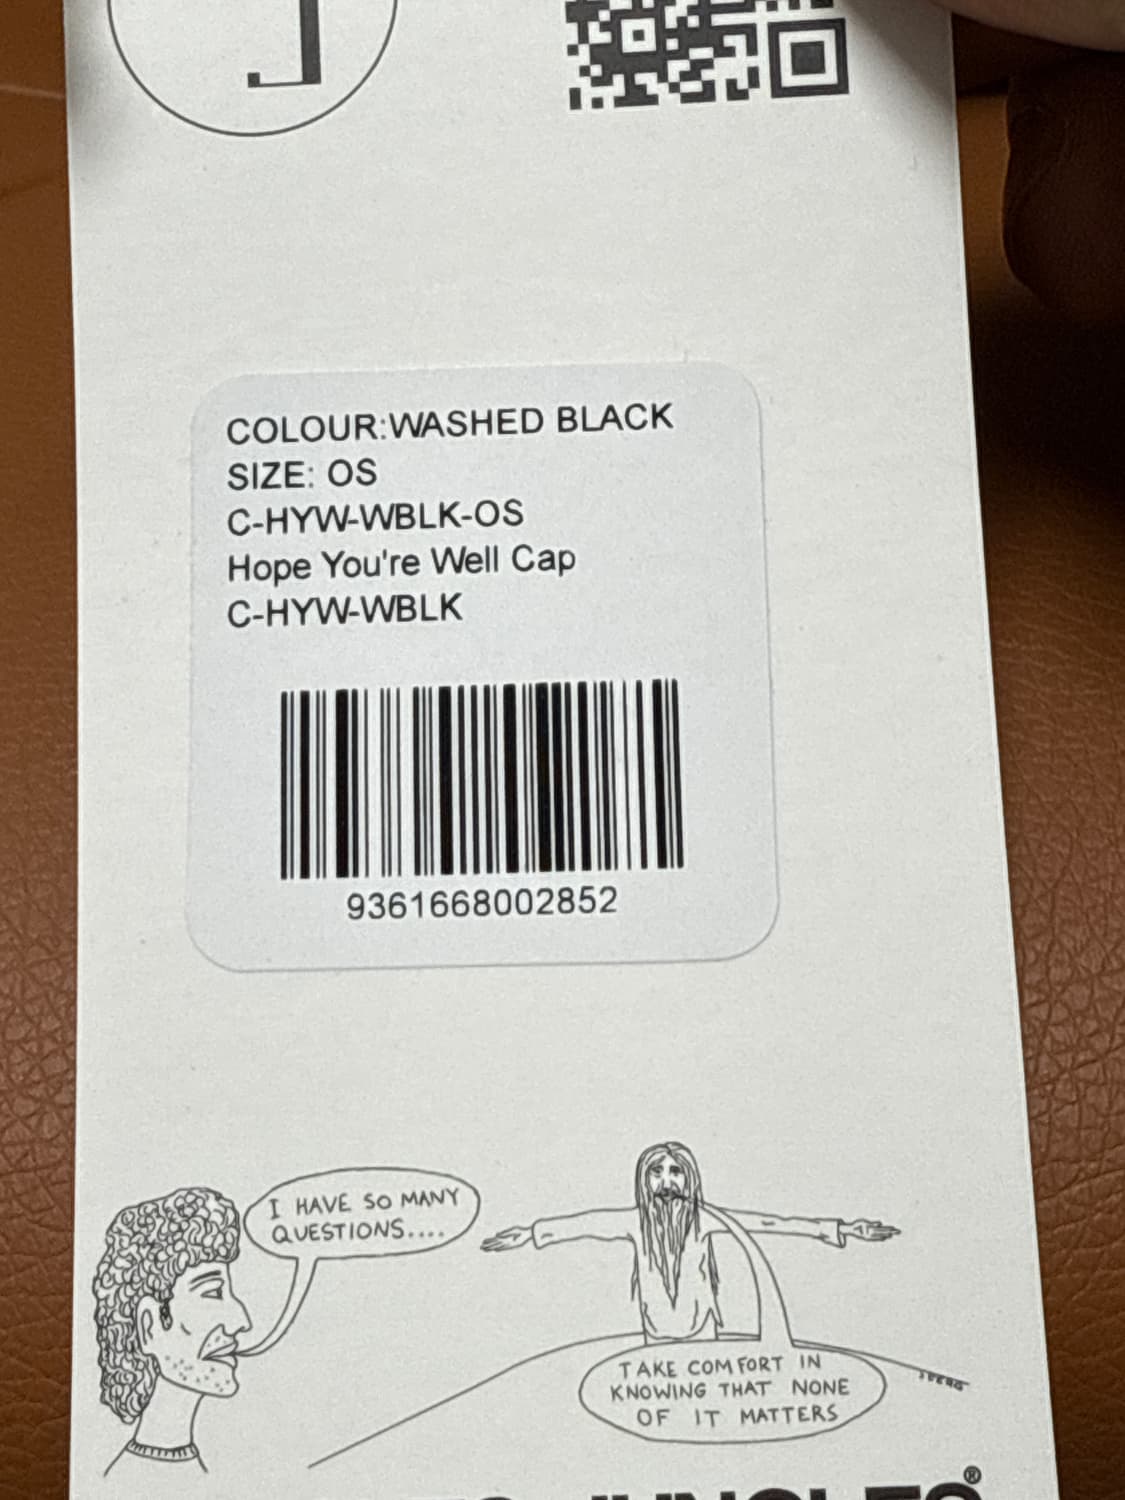 J
COLOUR:WASHED BLACK
SIZE: OS
C-HYW-WBLK-OS
Hope You're Well Cap
C-HYW-WBLK
9361668002852
I HAVE SO MANY
QUESTIONS....
TAKE COMFORT IN
KNOWING THAT NONE
OF IT MATTERS
JUNGLES®